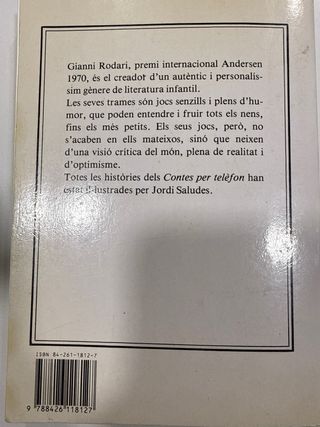 Gianni Rodari, premi internacional Andersen
1970, és el creador d'un autèntic i personalís-
sim gènere de literatura infantil.
Les seves trames són jocs senzills i plens d'hu-
mor, que poden entendre i fruir tots els nens,
fins els més petits. Els seus jocs, però, no
s'acaben en ells mateixos, sinó que neixen
d'una visió crítica del món, plena de realitat i
d'optimisme.
Totes les històries dels Contes per telèfon han
estat il·lustrades per Jordi Saludes.
ISBN 84-261-1812-7
9 788426 118127